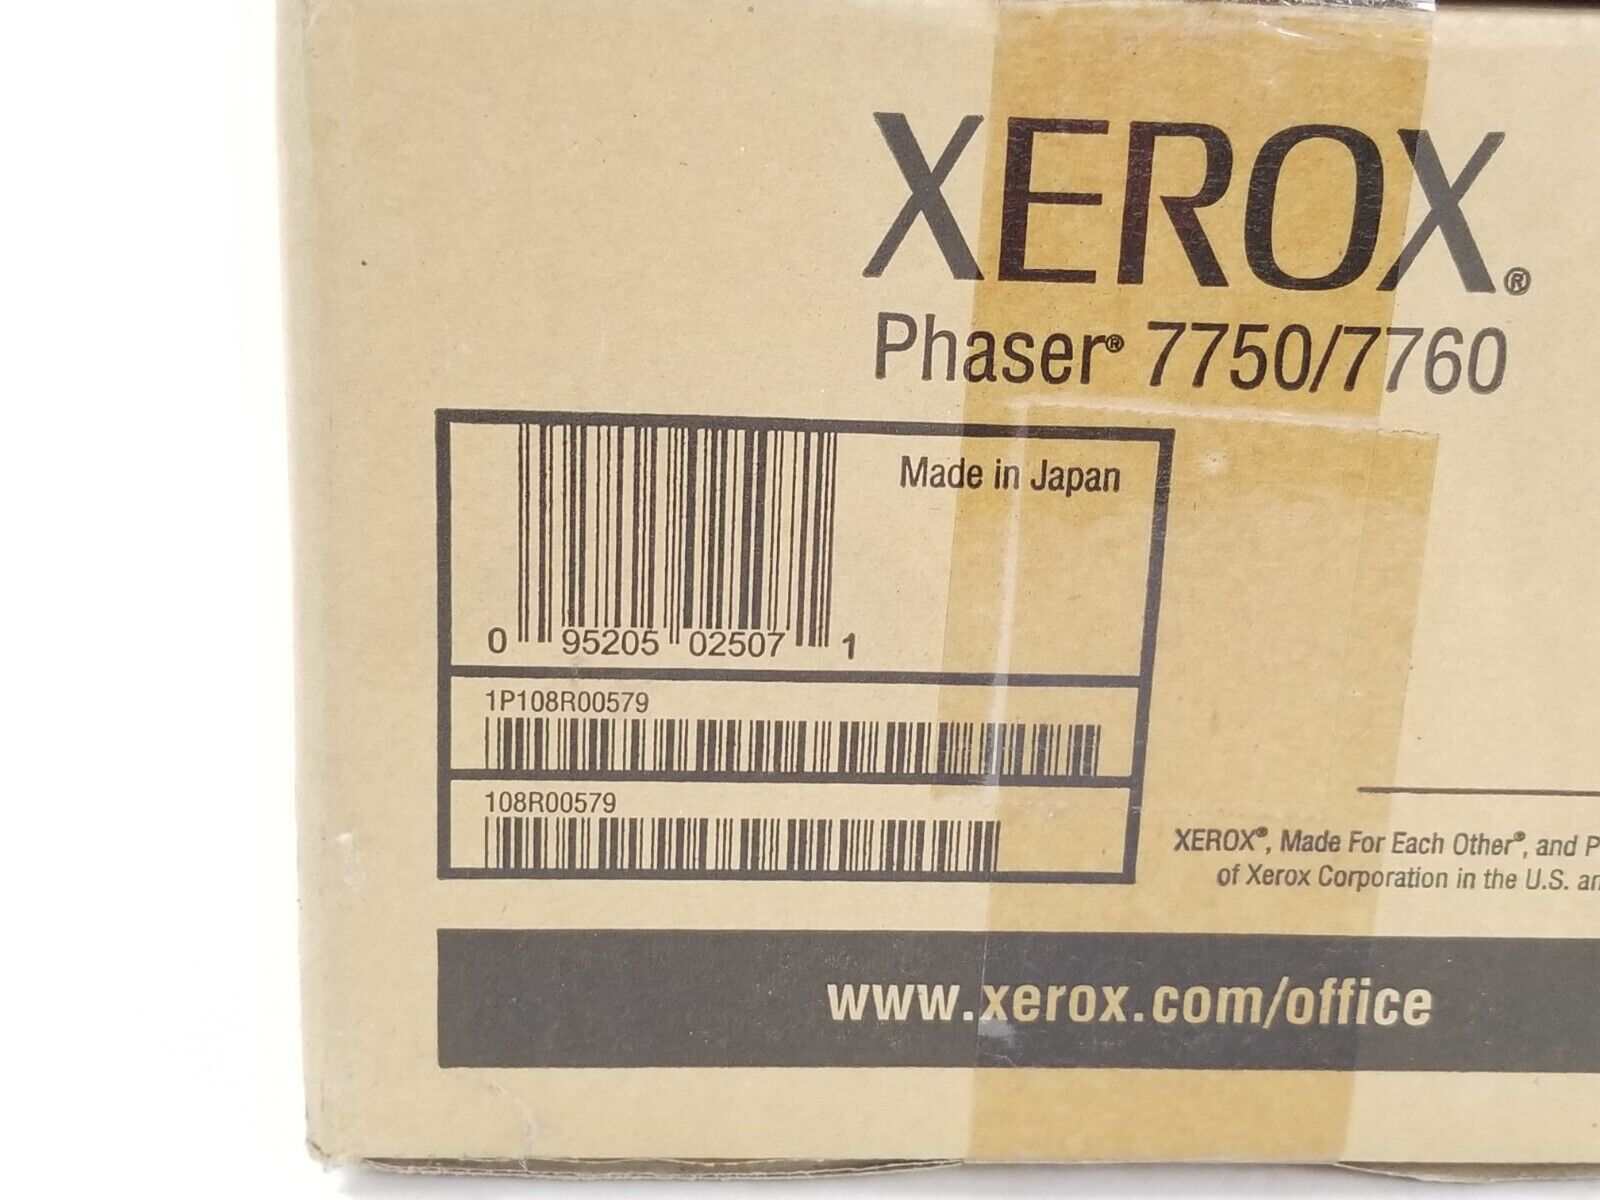 XEROX®
Phaser® 7750/7760
Made in Japan
0 95205 02507 1
1P108R00579
108R00579
XEROX®, Made For Each Other®, and
of Xerox Corporation in the U.S.
www.xerox.com/office